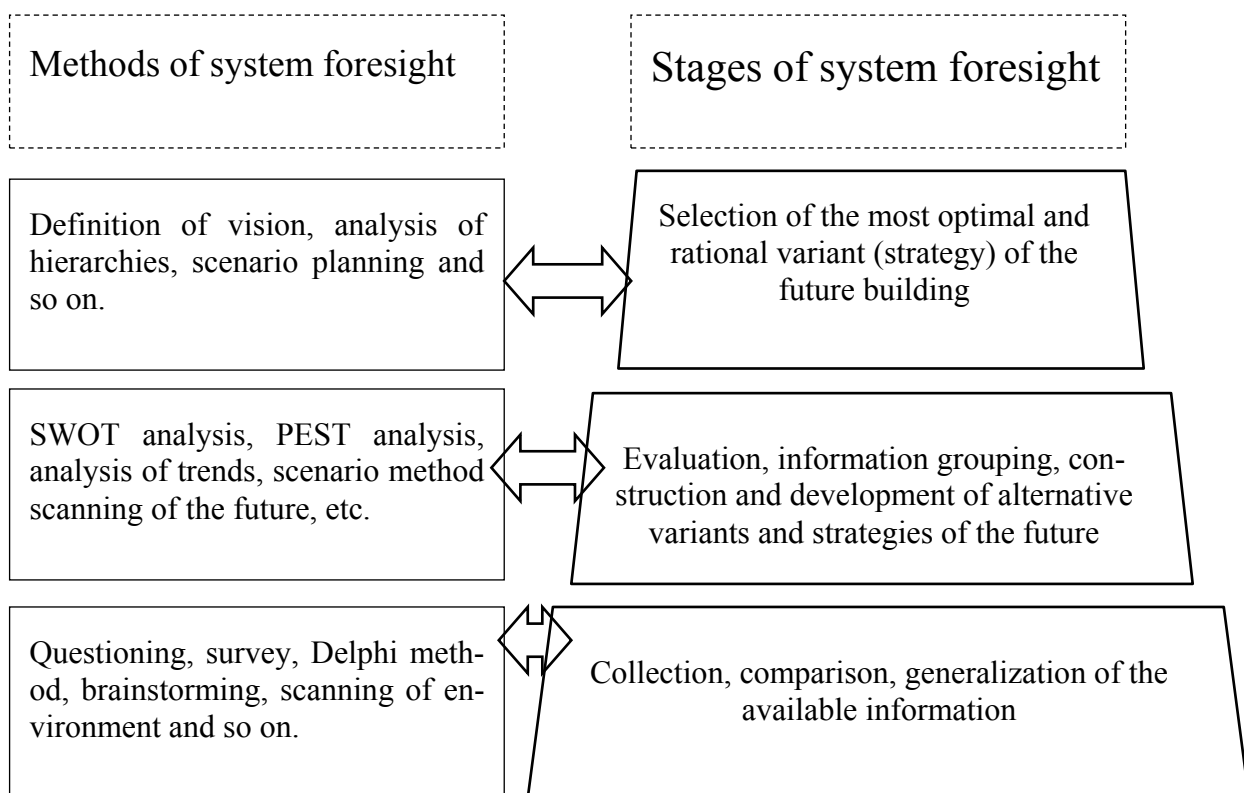 Methods of system foresight
Stages of system foresight
Definition of vision, analysis of
hierarchies, scenario planning and
so on.
Selection of the most optimal and
rational variant (strategy) of the
future building
SWOT analysis, PEST analysis,
analysis of trends, scenario method
scanning of the future, etc.
Evaluation, information grouping, con-
struction and development of alternative
variants and strategies of the future
Questioning, survey, Delphi meth-
od, brainstorming, scanning of en-
vironment and so on.
Collection, comparison, generalization of the
available information